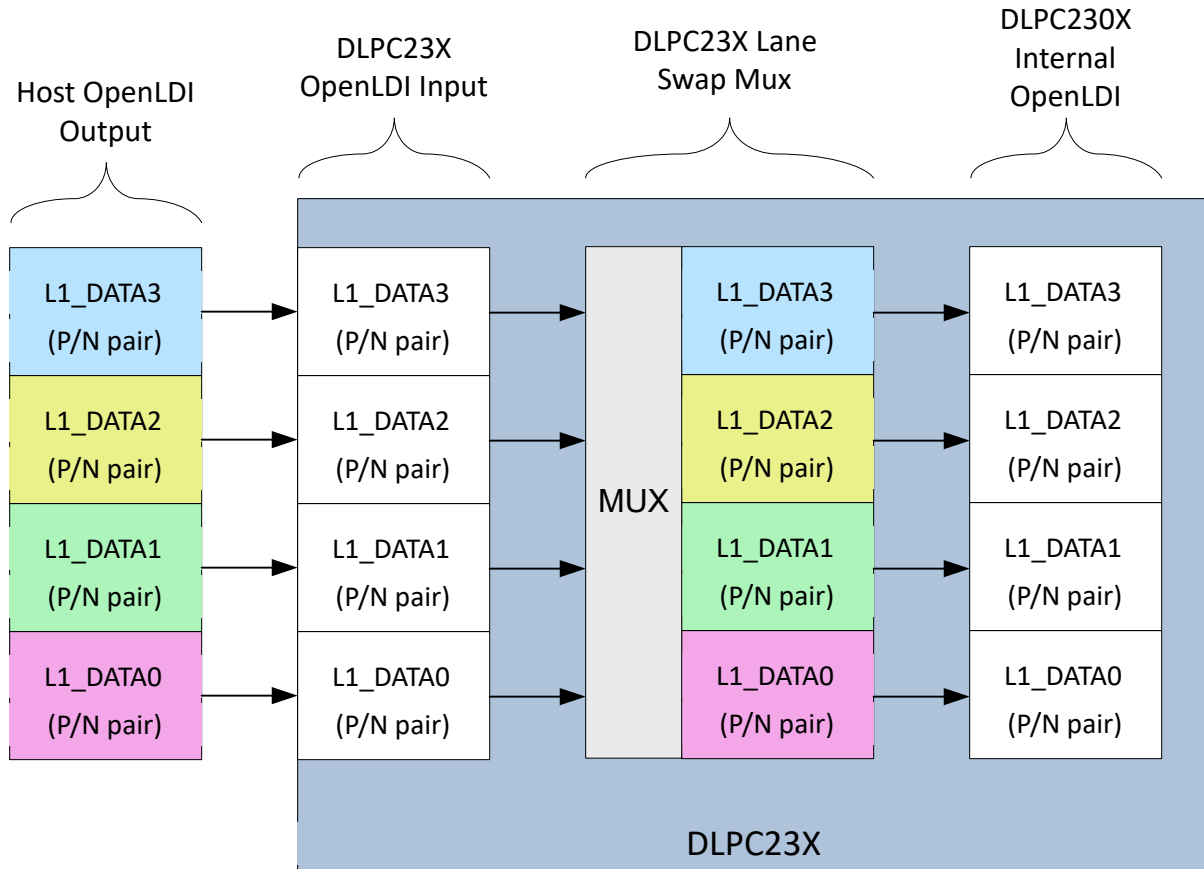 Host OpenLDI
Output
DLPC23X
OpenLDI Input
DLPC23X Lane
Swap Mux
DLPC230X
Internal
OpenLDI
L1_DATA3
(P/N pair)
L1_DATA2
(P/N pair)
L1_DATA1
(P/N pair)
L1_DATA0
(P/N pair)
L1_DATA3
(P/N pair)
L1_DATA2
(P/N pair)
L1_DATA1
(P/N pair)
L1_DATA0
(P/N pair)
MUX
L1_DATA3
(P/N pair)
L1_DATA2
(P/N pair)
L1_DATA1
(P/N pair)
L1_DATA0
(P/N pair)
L1_DATA3
(P/N pair)
L1_DATA2
(P/N pair)
L1_DATA1
(P/N pair)
L1_DATA0
(P/N pair)
DLPC23X